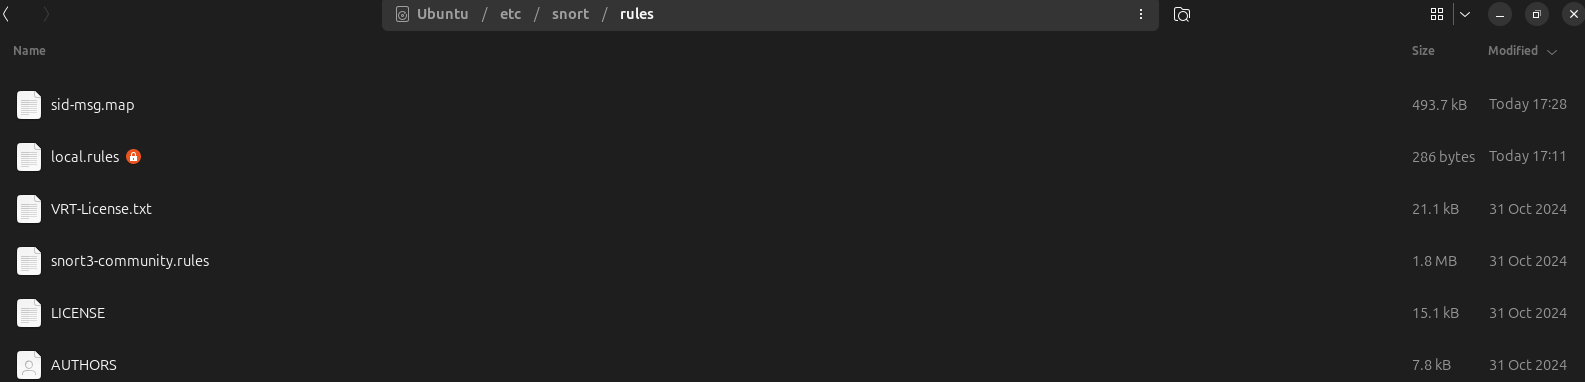 Ubuntu / etc / snort / rules
Name Size Modified
sid-msg.map 493.7 kB Today 17:28
local.rules 286 bytes Today 17:11
VRT-License.txt 21.1 kB 31 Oct 2024
snort3-community.rules 1.8 MB 31 Oct 2024
LICENSE 15.1 kB 31 Oct 2024
AUTHORS 7.8 kB 31 Oct 2024